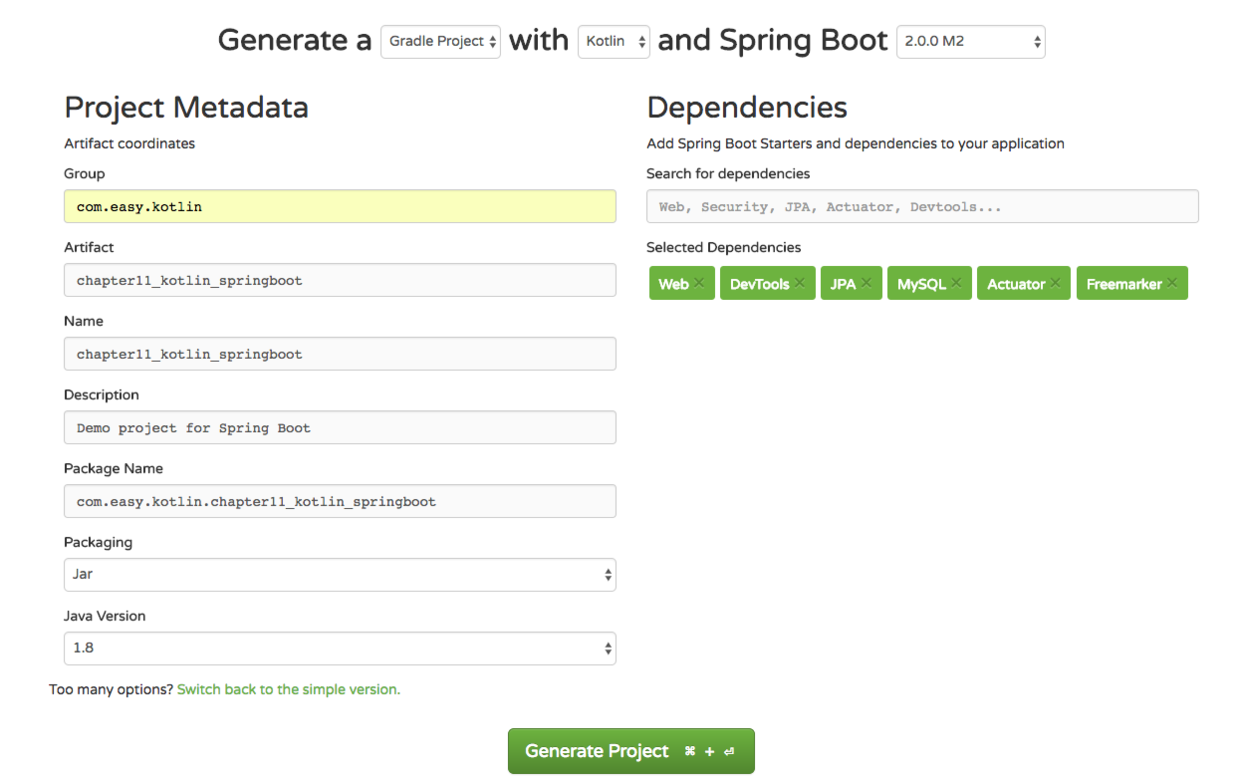 Generate a Gradle Project with Kotlin and Spring Boot 2.0.0 M2
Project Metadata
Artifact coordinates
Group
com.easy.kotlin
Artifact
chapter11_kotlin_springboot
Name
chapter11_kotlin_springboot
Description
Demo project for Spring Boot
Package Name
com.easy.kotlin.chapter11_kotlin_springboot
Packaging
Jar
Java Version
1.8
Too many options? Switch back to the simple version.
Dependencies
Add Spring Boot Starters and dependencies to your application
Search for dependencies
Web, Security, JPA, Actuator, Devtools...
Selected Dependencies
Web × DevTools × JPA × MySQL × Actuator × Freemarker ×
Generate Project ⌘ + ⏎